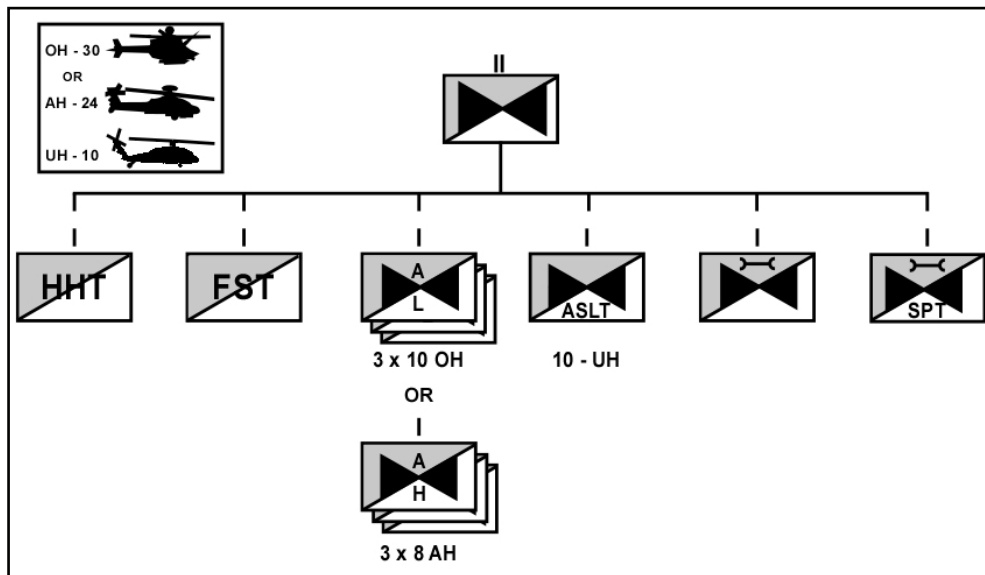 OH - 30
OR
AH - 24
UH - 10
II
I I I I I I
HHT
FST
A
L
ASLT
SPT
3 x 10 OH
10 - UH
OR
I
A
H
3 x 8 AH